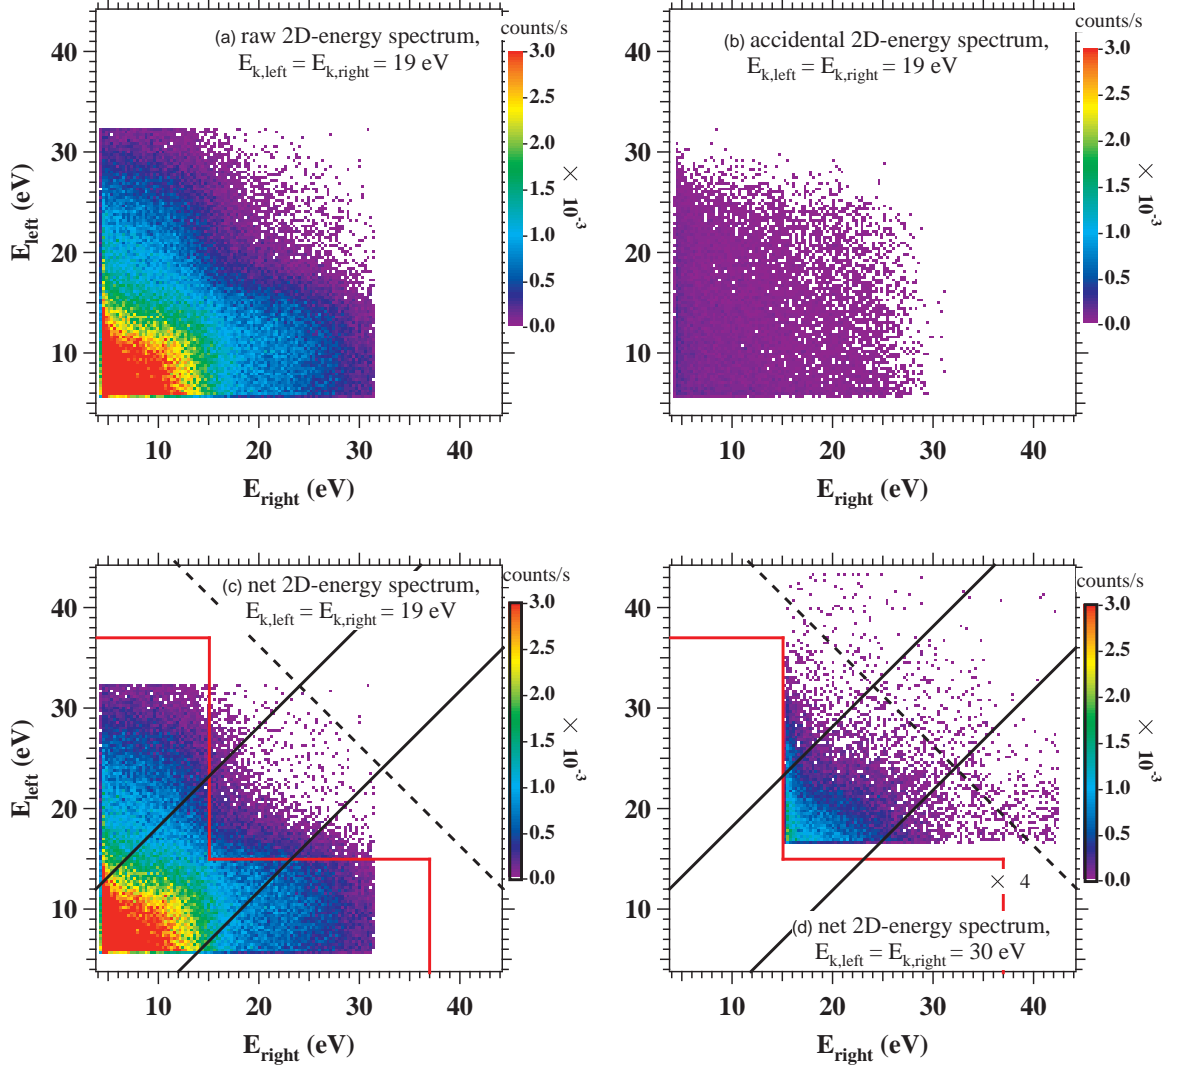 (a) raw 2D-energy spectrum,
E_k,left = E_k,right = 19 eV
counts/s
3.0
2.5
2.0
1.5
1.0
0.5
0.0
× 10⁻³
40
30
20
10
E_left (eV)
10 20 30 40
E_right (eV)
(b) accidental 2D-energy spectrum,
E_k,left = E_k,right = 19 eV
counts/s
3.0
2.5
2.0
1.5
1.0
0.5
0.0
× 10⁻³
40
30
20
10
10 20 30 40
E_right (eV)
(c) net 2D-energy spectrum,
E_k,left = E_k,right = 19 eV
counts/s
3.0
2.5
2.0
1.5
1.0
0.5
0.0
× 10⁻³
40
30
20
10
E_left (eV)
10 20 30 40
E_right (eV)
counts/s
3.0
2.5
2.0
1.5
1.0
0.5
0.0
× 10⁻³
40
30
20
10
× 4
(d) net 2D-energy spectrum,
E_k,left = E_k,right = 30 eV
10 20 30 40
E_right (eV)